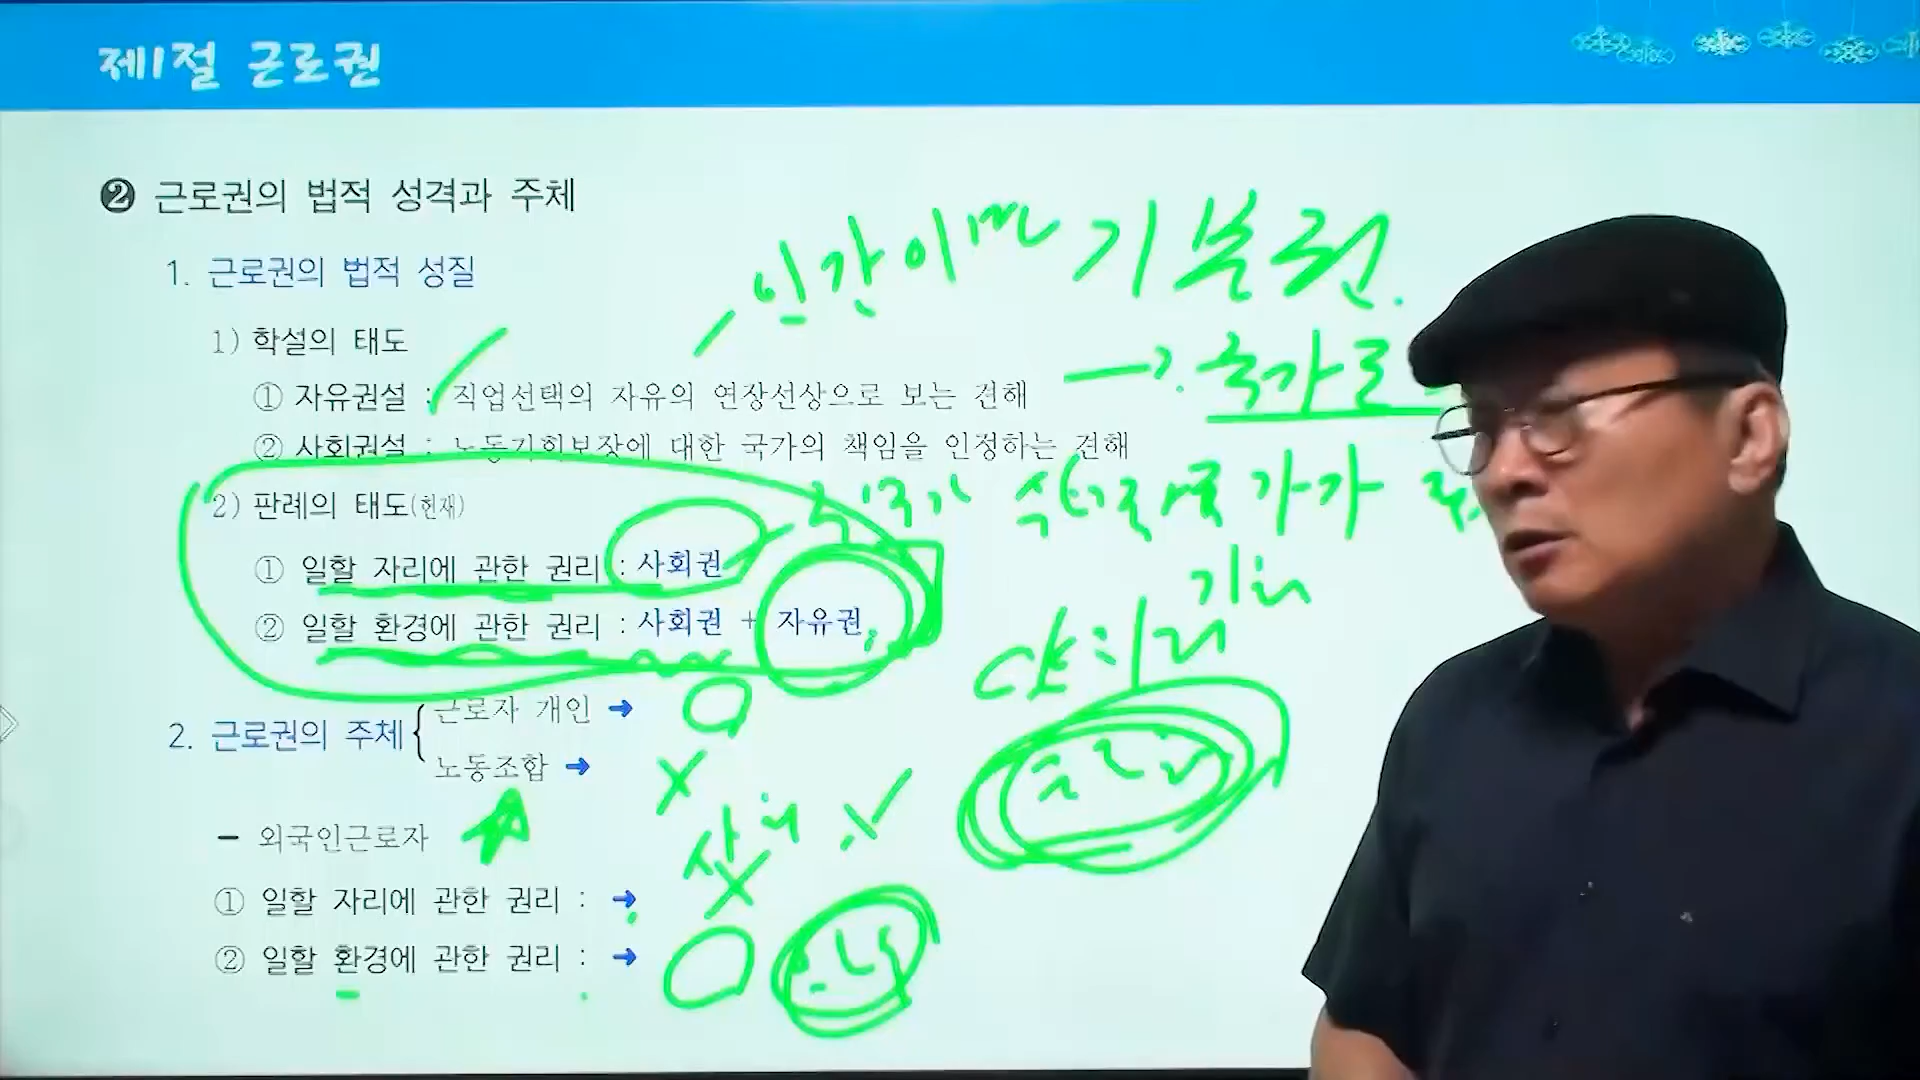 제1절 근로권
❷ 근로권의 법적 성격과 주체
1. 근로권의 법적 성질
1) 학설의 태도
① 자유권설 : 직업선택의 자유의 연장선상으로 보는 견해
② 사회권설 : 노동기회보장에 대한 국가의 책임을 인정하는 견해
2) 판례의 태도(헌재)
① 일할 자리에 관한 권리 : 사회권
② 일할 환경에 관한 권리 : 사회권 + 자유권
2. 근로권의 주체
근로자 개인 ➜
노동조합 ➜
− 외국인근로자
① 일할 자리에 관한 권리 : ➜
② 일할 환경에 관한 권리 : ➜
인간이면 기본권.
국가로